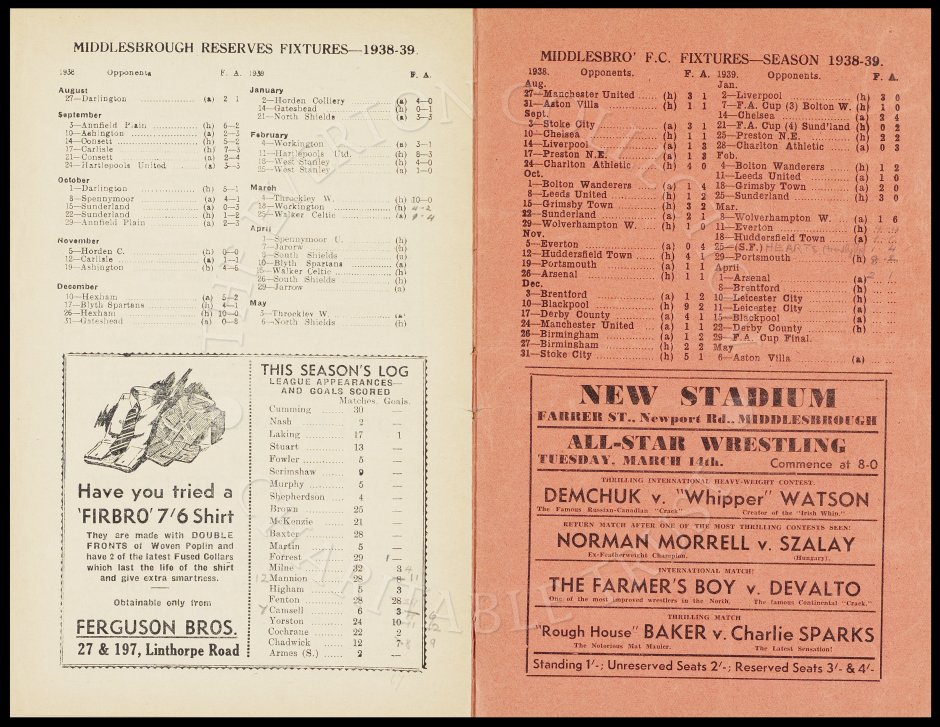 MIDDLESBROUGH RESERVES FIXTURES—1938-39.
1938 Opponents F. A.
August
27—Darlington (a) 2 1
September
3—Annfield Plain (h) 6—2
10—Ashington (a) 2—3
14—Consett (h) 5—2
17—Carlisle (h) 7—3
21—Consett (a) 2—4
24—Hartlepools United (a) 3—3
October
1—Darlington (h) 5—1
8—Spennymoor (a) 4—1
15—Sunderland (a) 0—3
22—Sunderland (h) 1—2
29—Annfield Plain (a) 2—3
November
5—Horden C. (h) 0—0
12—Carlisle (a) 1—1
19—Ashington (h) 4—6
December
10—Hexham (a) 5—2
17—Blyth Spartans (h) 4—1
26—Hexham (h) 10—0
31—Gateshead (a) 0—8
1938 F. A.
January
2—Horden Colliery (a) 4—0
14—Gateshead (h) 0—1
21—North Shields (a) 3—3
February
4—Workington (a) 3—1
11—Hartlepools Utd. (h) 8—3
18—West Stanley (h) 4—0
25—West Stanley (a) 1—0
March
4—Throckley W. (h) 10—0
18—Workington (h)
25—Walker Celtic (a)
April
1—Spennymoor U. (h)
7—Jarrow (h)
8—South Shields (a)
10—Blyth Spartans (a)
25—Walker Celtic (h)
26—South Shields (h)
29—Jarrow (a)
May
3—Throckley W. (a)
6—North Shields (h)
Have you tried a
'FIRBRO' 7/6 Shirt
They are made with DOUBLE
FRONTS of Woven Poplin and
have 2 of the latest Fused Collars
which last the life of the shirt
and give extra smartness.
Obtainable only from
FERGUSON BROS.
27 & 197, Linthorpe Road
THIS SEASON'S LOG
LEAGUE APPEARANCES
AND GOALS SCORED
Matches. Goals.
Cumming 30 —
Nash 2 —
Laking 17 1
Stuart 13 —
Fowler 5 —
Scrimshaw 9 —
Murphy 5 —
Shepherdson 4 —
Brown 25 —
McKenzie 21 —
Baxter 28 —
Martin 5 —
Forrest 29 1
Milne 32 3 4
12 Mannion 28 8 11
Higham 5 3
Fenton 28 28
Camsell 6 3
Yorston 24 10
Cochrane 22 2
Chadwick 12 9
Armes (S.) 2 —
MIDDLESBRO' F.C. FIXTURES—SEASON 1938-39.
1938. Opponents. F. A.
Aug.
27—Manchester United (h) 3 1
31—Aston Villa (h) 1 1
Sept.
3—Stoke City (a) 3 1
10—Chelsea (h) 1 1
14—Liverpool (a) 1 3
17—Preston N.E. (a) 1 3
24—Charlton Athletic (h) 4 0
Oct.
1—Bolton Wanderers (a) 1 4
8—Leeds United (h) 1 2
15—Grimsby Town (h) 3 2
22—Sunderland (a) 2 1
29—Wolverhampton W. (h) 1 0
Nov.
5—Everton (a) 0 4
12—Huddersfield Town (h) 4 1
19—Portsmouth (a) 1 1
26—Arsenal (h) 1 1
Dec.
3—Brentford (a) 1 2
10—Blackpool (h) 9 2
17—Derby County (a) 4 1
24—Manchester United (a) 1 1
26—Birmingham (a) 1 2
27—Birmingham (h) 2 2
31—Stoke City (h) 5 1
1939. Opponents. F. A.
Jan.
2—Liverpool (h) 3 0
7—F.A. Cup (3) Bolton W. (h) 1 0
14—Chelsea (a) 2 4
21—F.A. Cup (4) Sund'land (h) 0 2
25—Preston N.E. (h) 2 2
28—Charlton Athletic (a) 0 3
Feb.
4—Bolton Wanderers (h) 1 2
11—Leeds United (a) 1 0
18—Grimsby Town (a) 2 0
25—Sunderland (h) 3 0
Mar.
8—Wolverhampton W. (a) 1 6
11—Everton (h)
18—Huddersfield Town (a)
25—(S.F.) HEARTS
29—Portsmouth (h)
April
1—Arsenal (a)
8—Brentford (h)
10—Leicester City (h)
11—Leicester City (a)
15—Blackpool (a)
22—Derby County (h)
29—F.A. Cup Final.
May
6—Aston Villa (a)
NEW STADIUM
FARRER ST., Newport Rd., MIDDLESBROUGH
ALL-STAR WRESTLING
TUESDAY, MARCH 14th. Commence at 8-0
THRILLING INTERNATIONAL HEAVY-WEIGHT CONTEST:
DEMCHUK v. "Whipper" WATSON
The Famous Russian-Canadian "Crack" Creator of the "Irish Whip."
RETURN MATCH AFTER ONE OF THE MOST THRILLING CONTESTS SEEN!
NORMAN MORRELL v. SZALAY
Ex-Featherweight Champion. (Hungary).
INTERNATIONAL MATCH!
THE FARMER'S BOY v. DEVALTO
One of the most improved wrestlers in the North. The famous Continental "Crack."
THRILLING MATCH
"Rough House" BAKER v. Charlie SPARKS
The Notorious Mat Mauler. The Latest Sensation!
Standing 1/-; Unreserved Seats 2/-; Reserved Seats 3/- & 4/-